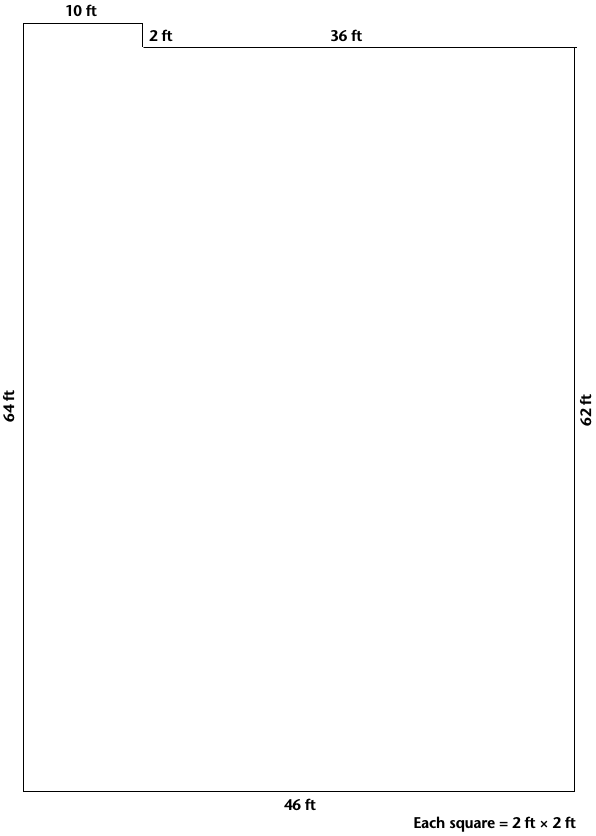 10 ft
2 ft
36 ft
64 ft
62 ft
46 ft
Each square = 2 ft × 2 ft